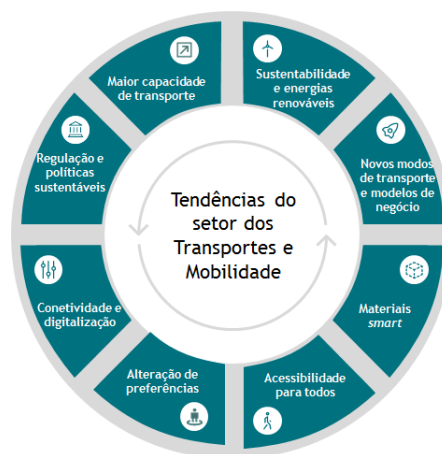 Tendências do
setor dos
Transportes e
Mobilidade
Maior capacidade
de transporte
Sustentabilidade
e energias
renováveis
Novos modos
de transporte
e modelos de
negócio
Materiais
smart
Acessibilidade
para todos
Alteração de
preferências
Conetividade e
digitalização
Regulação e
políticas
sustentáveis